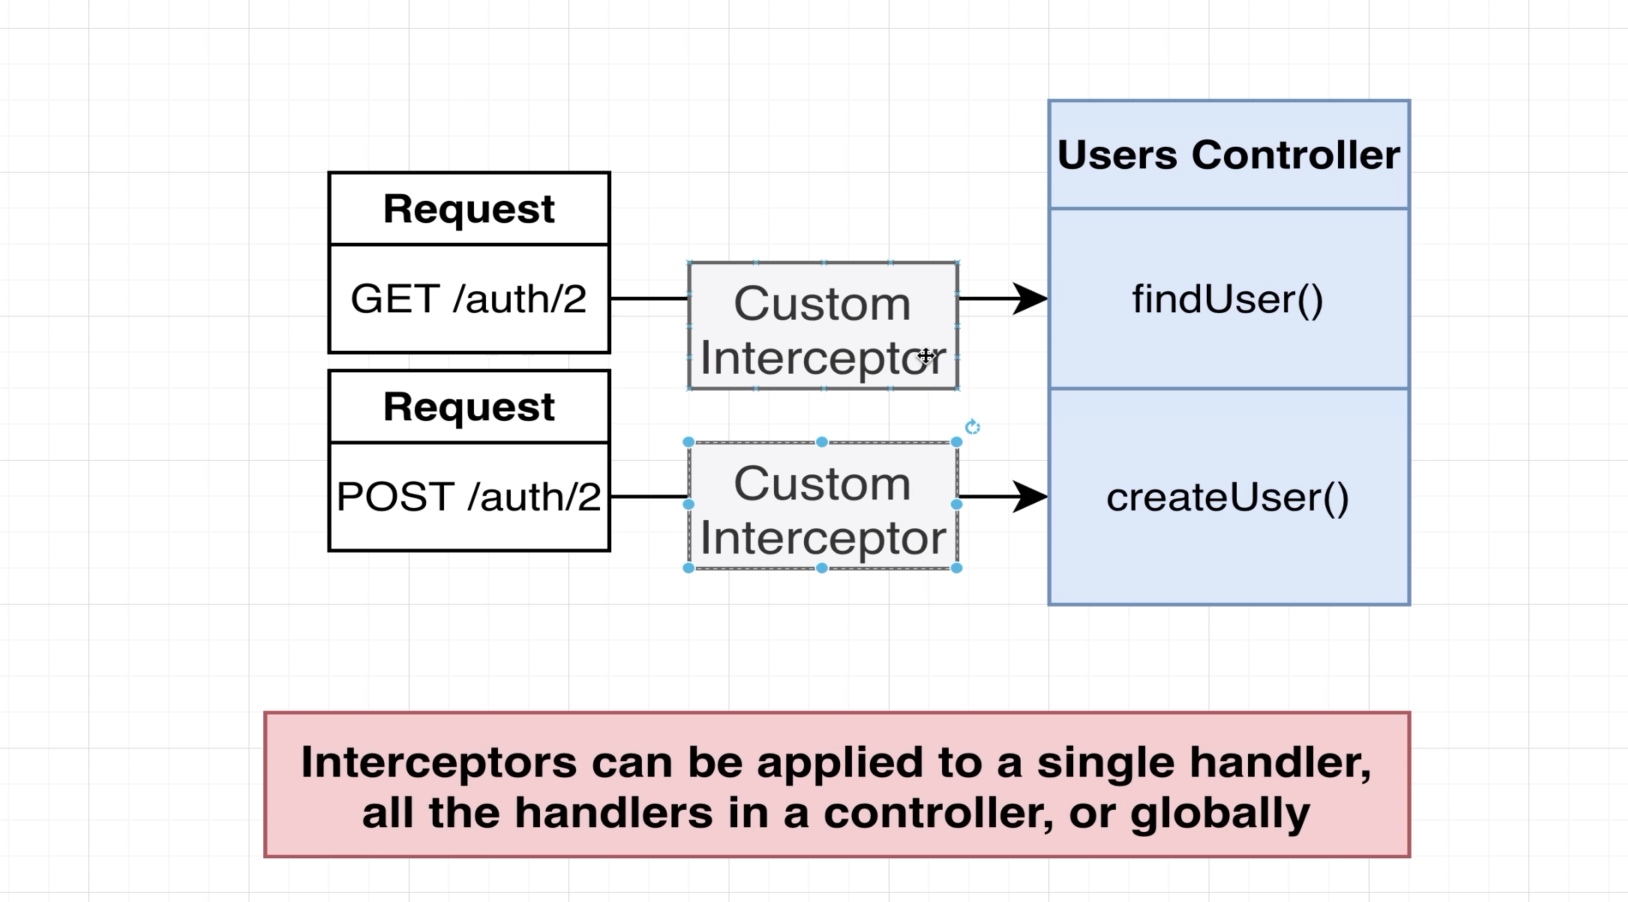 Users Controller
Request
GET /auth/2
Custom
Interceptor
findUser()
Request
POST /auth/2
Custom
Interceptor
createUser()
Interceptors can be applied to a single handler,
all the handlers in a controller, or globally